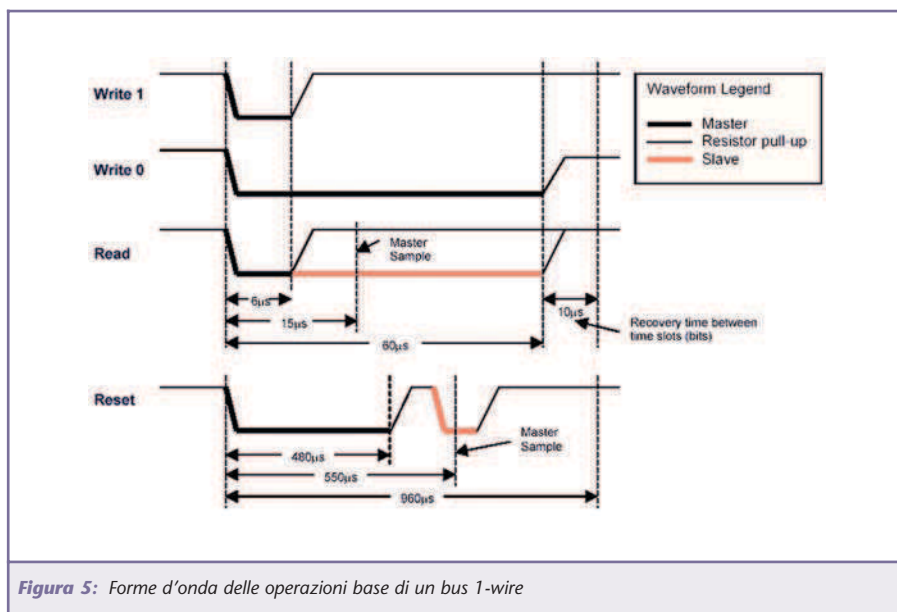 Write 1
Waveform Legend
Master
Resistor pull-up
Slave
Write 0
Read
Master
Sample
6µs
15µs
10µs
60µs
Recovery time between
time slots (bits)
Reset
Master
Sample
480µs
550µs
960µs
Figura 5: Forme d'onda delle operazioni base di un bus 1-wire